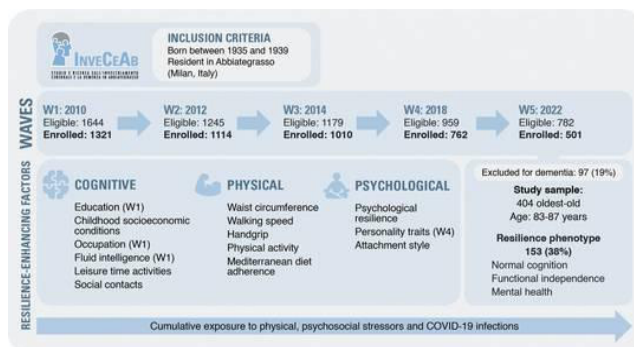 INVECEAB
STUDIO E RICERCA SULL'INVECCHIAMENTO
CEREBRALE E LA DEMENZA IN ABBIATEGRASSO
INCLUSION CRITERIA
Born between 1935 and 1939
Resident in Abbiategrasso
(Milan, Italy)
WAVES
W1: 2010
Eligible: 1644
Enrolled: 1321
W2: 2012
Eligible: 1245
Enrolled: 1114
W3: 2014
Eligible: 1179
Enrolled: 1010
W4: 2018
Eligible: 959
Enrolled: 762
W5: 2022
Eligible: 782
Enrolled: 501
RESILIENCE-ENHANCING FACTORS
COGNITIVE
Education (W1)
Childhood socioeconomic
conditions
Occupation (W1)
Fluid intelligence (W1)
Leisure time activities
Social contacts
PHYSICAL
Waist circumference
Walking speed
Handgrip
Physical activity
Mediterranean diet
adherence
PSYCHOLOGICAL
Psychological
resilience
Personality traits (W4)
Attachment style
Excluded for dementia: 97 (19%)
Study sample:
404 oldest-old
Age: 83-87 years
Resilience phenotype
153 (38%)
Normal cognition
Functional independence
Mental health
Cumulative exposure to physical, psychosocial stressors and COVID-19 infections